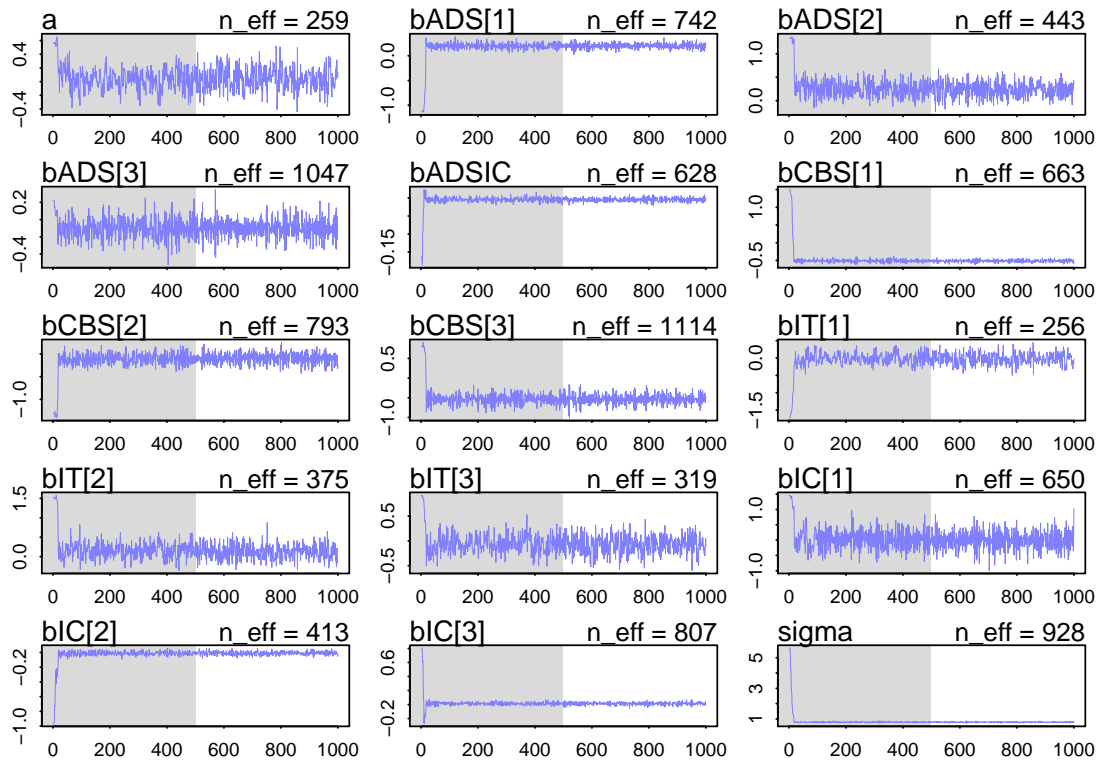 a n_eff = 259 bADS[1] n_eff = 742 bADS[2] n_eff = 443
0.4 0.0 1.0
−0.4 −1.0 0.0
0 200 400 600 800 1000 0 200 400 600 800 1000 0 200 400 600 800 1000
bADS[3] n_eff = 1047 bADSIC n_eff = 628 bCBS[1] n_eff = 663
0.2 1.0
−0.4 −0.15 −0.5
0 200 400 600 800 1000 0 200 400 600 800 1000 0 200 400 600 800 1000
bCBS[2] n_eff = 793 bCBS[3] n_eff = 1114 bIT[1] n_eff = 256
0.5 0.0
−1.0 −1.0 −1.5
0 200 400 600 800 1000 0 200 400 600 800 1000 0 200 400 600 800 1000
bIT[2] n_eff = 375 bIT[3] n_eff = 319 bIC[1] n_eff = 650
1.5 0.5 1.0
0.0 −0.5 −1.0
0 200 400 600 800 1000 0 200 400 600 800 1000 0 200 400 600 800 1000
bIC[2] n_eff = 413 bIC[3] n_eff = 807 sigma n_eff = 928
−0.2 0.6 5
3
−1.0 −0.2 1
0 200 400 600 800 1000 0 200 400 600 800 1000 0 200 400 600 800 1000